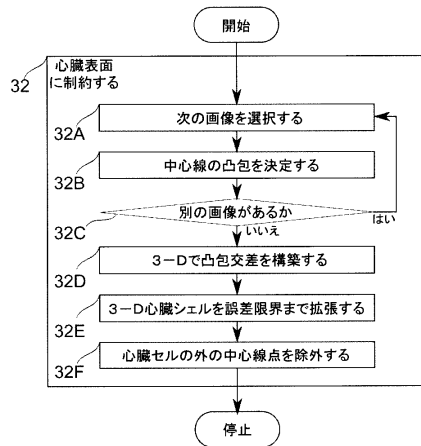 開始
32
心臓表面
に制約する
32A
次の画像を選択する
32B
中心線の凸包を決定する
32C
別の画像があるか
はい
いいえ
32D
3-Dで凸包交差を構築する
32E
3-D心臓シェルを誤差限界まで拡張する
32F
心臓セルの外の中心線点を除外する
停止